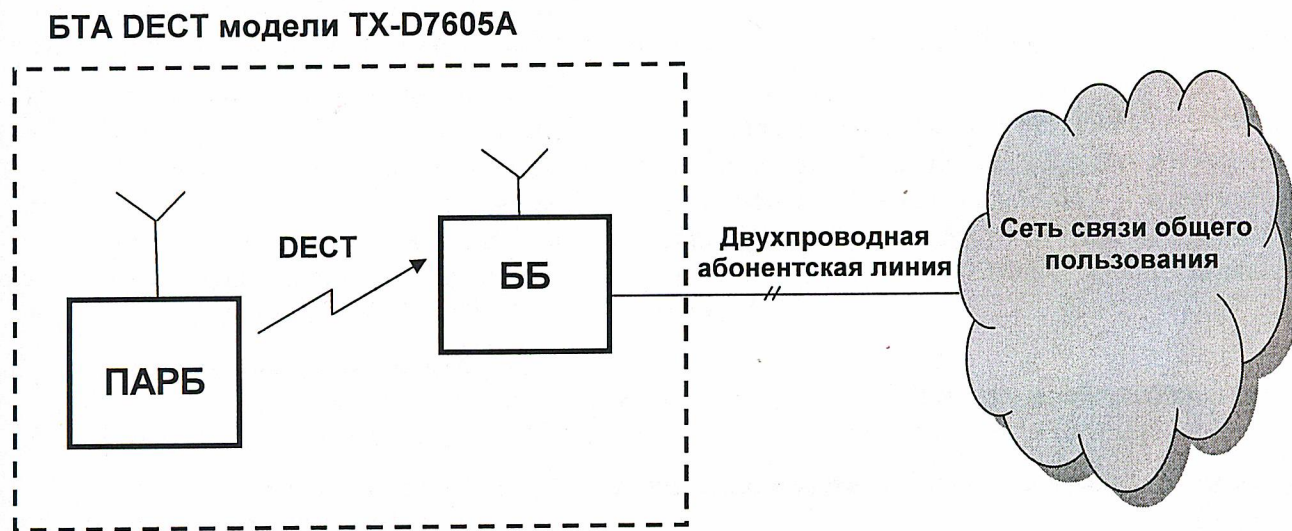 БТА DECT модели TX-D7605A
DECT
ББ
ПАРБ
Двухпроводная
абонентская линия
Сеть связи общего
пользования